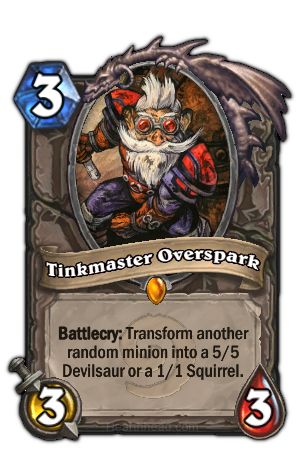 3
Tinkmaster Overspark
Battlecry: Transform another
random minion into a 5/5
Devilsaur or a 1/1 Squirrel.
3
3